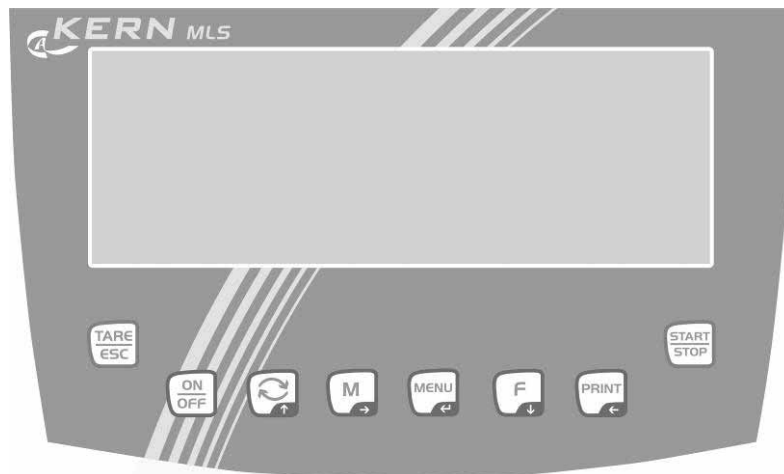 KERN MLS
TARE
ESC
START
STOP
ON
OFF
M
MENU
F
PRINT